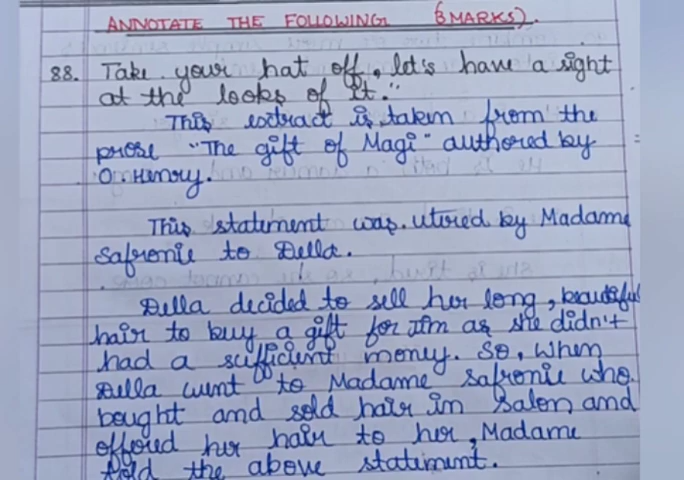 ANNOTATE THE FOLLOWING (3 MARKS).
88. Take your hat off, let's have a sight
at the looks of It."
This extract is taken from the
prose "The gift of Magi" authored by
O. Henry.
This statement was. utered by Madame
Safronie to Della.
Della decided to sell her long, beautiful
hair to buy a gift for Jim as she didn't
had a sufficient money. So, when
Della went to Madame Safronie who
bought and sold hair in Salon and
offered her hair to her, Madame
told the above statement.